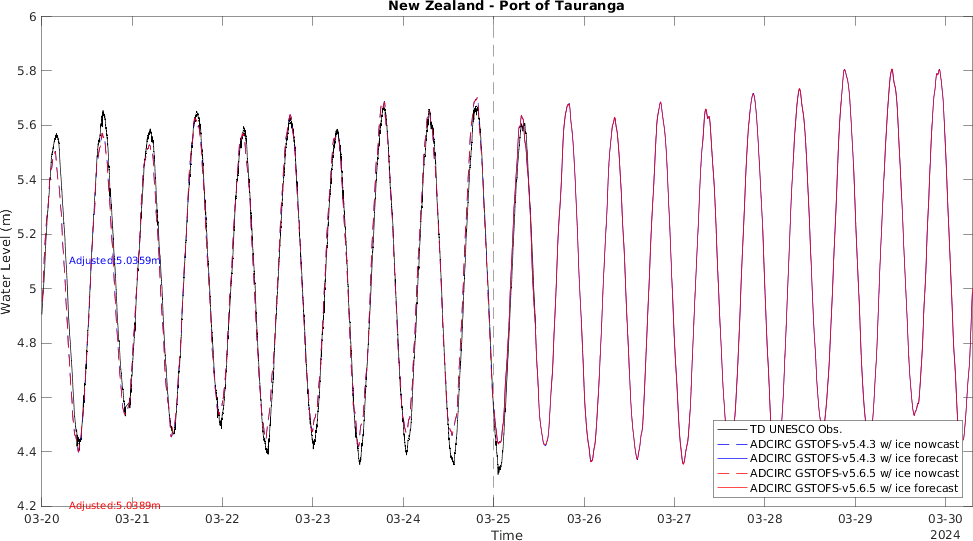 New Zealand - Port of Tauranga
6
5.8
5.6
5.4
5.2
5
4.8
4.6
4.4
4.2
Water Level (m)
Adjusted:5.0359m
Adjusted:5.0389m
TD UNESCO Obs.
ADCIRC GSTOFS-v5.4.3 w/ ice nowcast
ADCIRC GSTOFS-v5.4.3 w/ ice forecast
ADCIRC GSTOFS-v5.6.5 w/ ice nowcast
ADCIRC GSTOFS-v5.6.5 w/ ice forecast
03-20 03-21 03-22 03-23 03-24 03-25 03-26 03-27 03-28 03-29 03-30
Time
2024